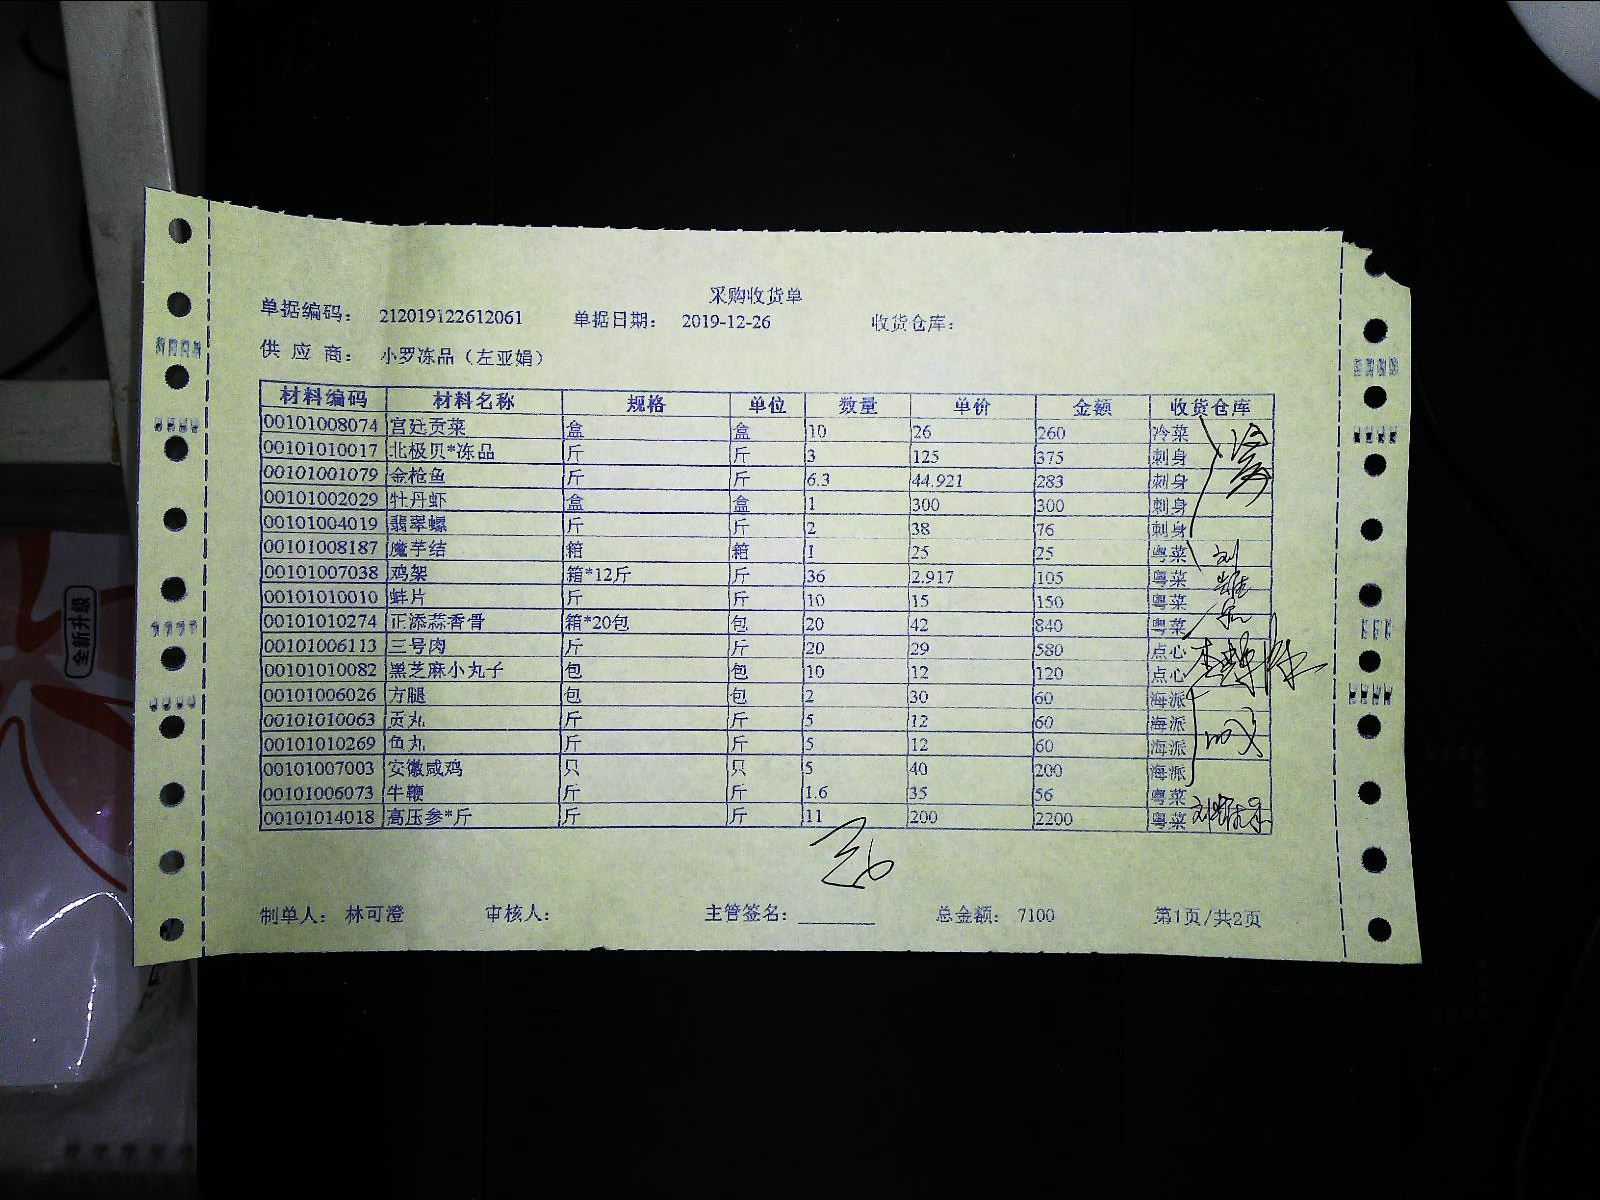 采购收货单
单据编码： 212019122612061 单据日期： 2019-12-26 收货仓库：
供 应 商： 小罗冻品（左亚娟）
材料编码 材料名称 规格 单位 数量 单价 金额 收货仓库
00101008074 宫廷贡菜 盒 盒 10 26 260 冷菜
00101010017 北极贝*冻品 斤 斤 3 125 375 刺身
00101001079 金枪鱼 斤 斤 6.3 44.921 283 刺身
00101002029 牡丹虾 盒 盒 1 300 300 刺身
00101004019 翡翠螺 斤 斤 2 38 76 刺身
00101008187 魔芋结 箱 箱 1 25 25 粤菜
00101007038 鸡架 箱*12斤 斤 36 2.917 105 粤菜
00101010010 蚌片 斤 斤 10 15 150 粤菜
00101010274 正添蒜香骨 箱*20包 包 20 42 840 粤菜
00101006113 三号肉 斤 斤 20 29 580 点心
00101010082 黑芝麻小丸子 包 包 10 12 120 点心
00101006026 方腿 包 包 2 30 60 海派
00101010063 贡丸 斤 斤 5 12 60 海派
00101010269 鱼丸 斤 斤 5 12 60 海派
00101007003 安徽咸鸡 只 只 5 40 200 海派
00101006073 牛鞭 斤 斤 1.6 35 56 粤菜
00101014018 高压参*斤 斤 斤 11 200 2200 粤菜
制单人： 林可澄 审核人： 主管签名： 总金额： 7100 第1页/共2页
全新升级